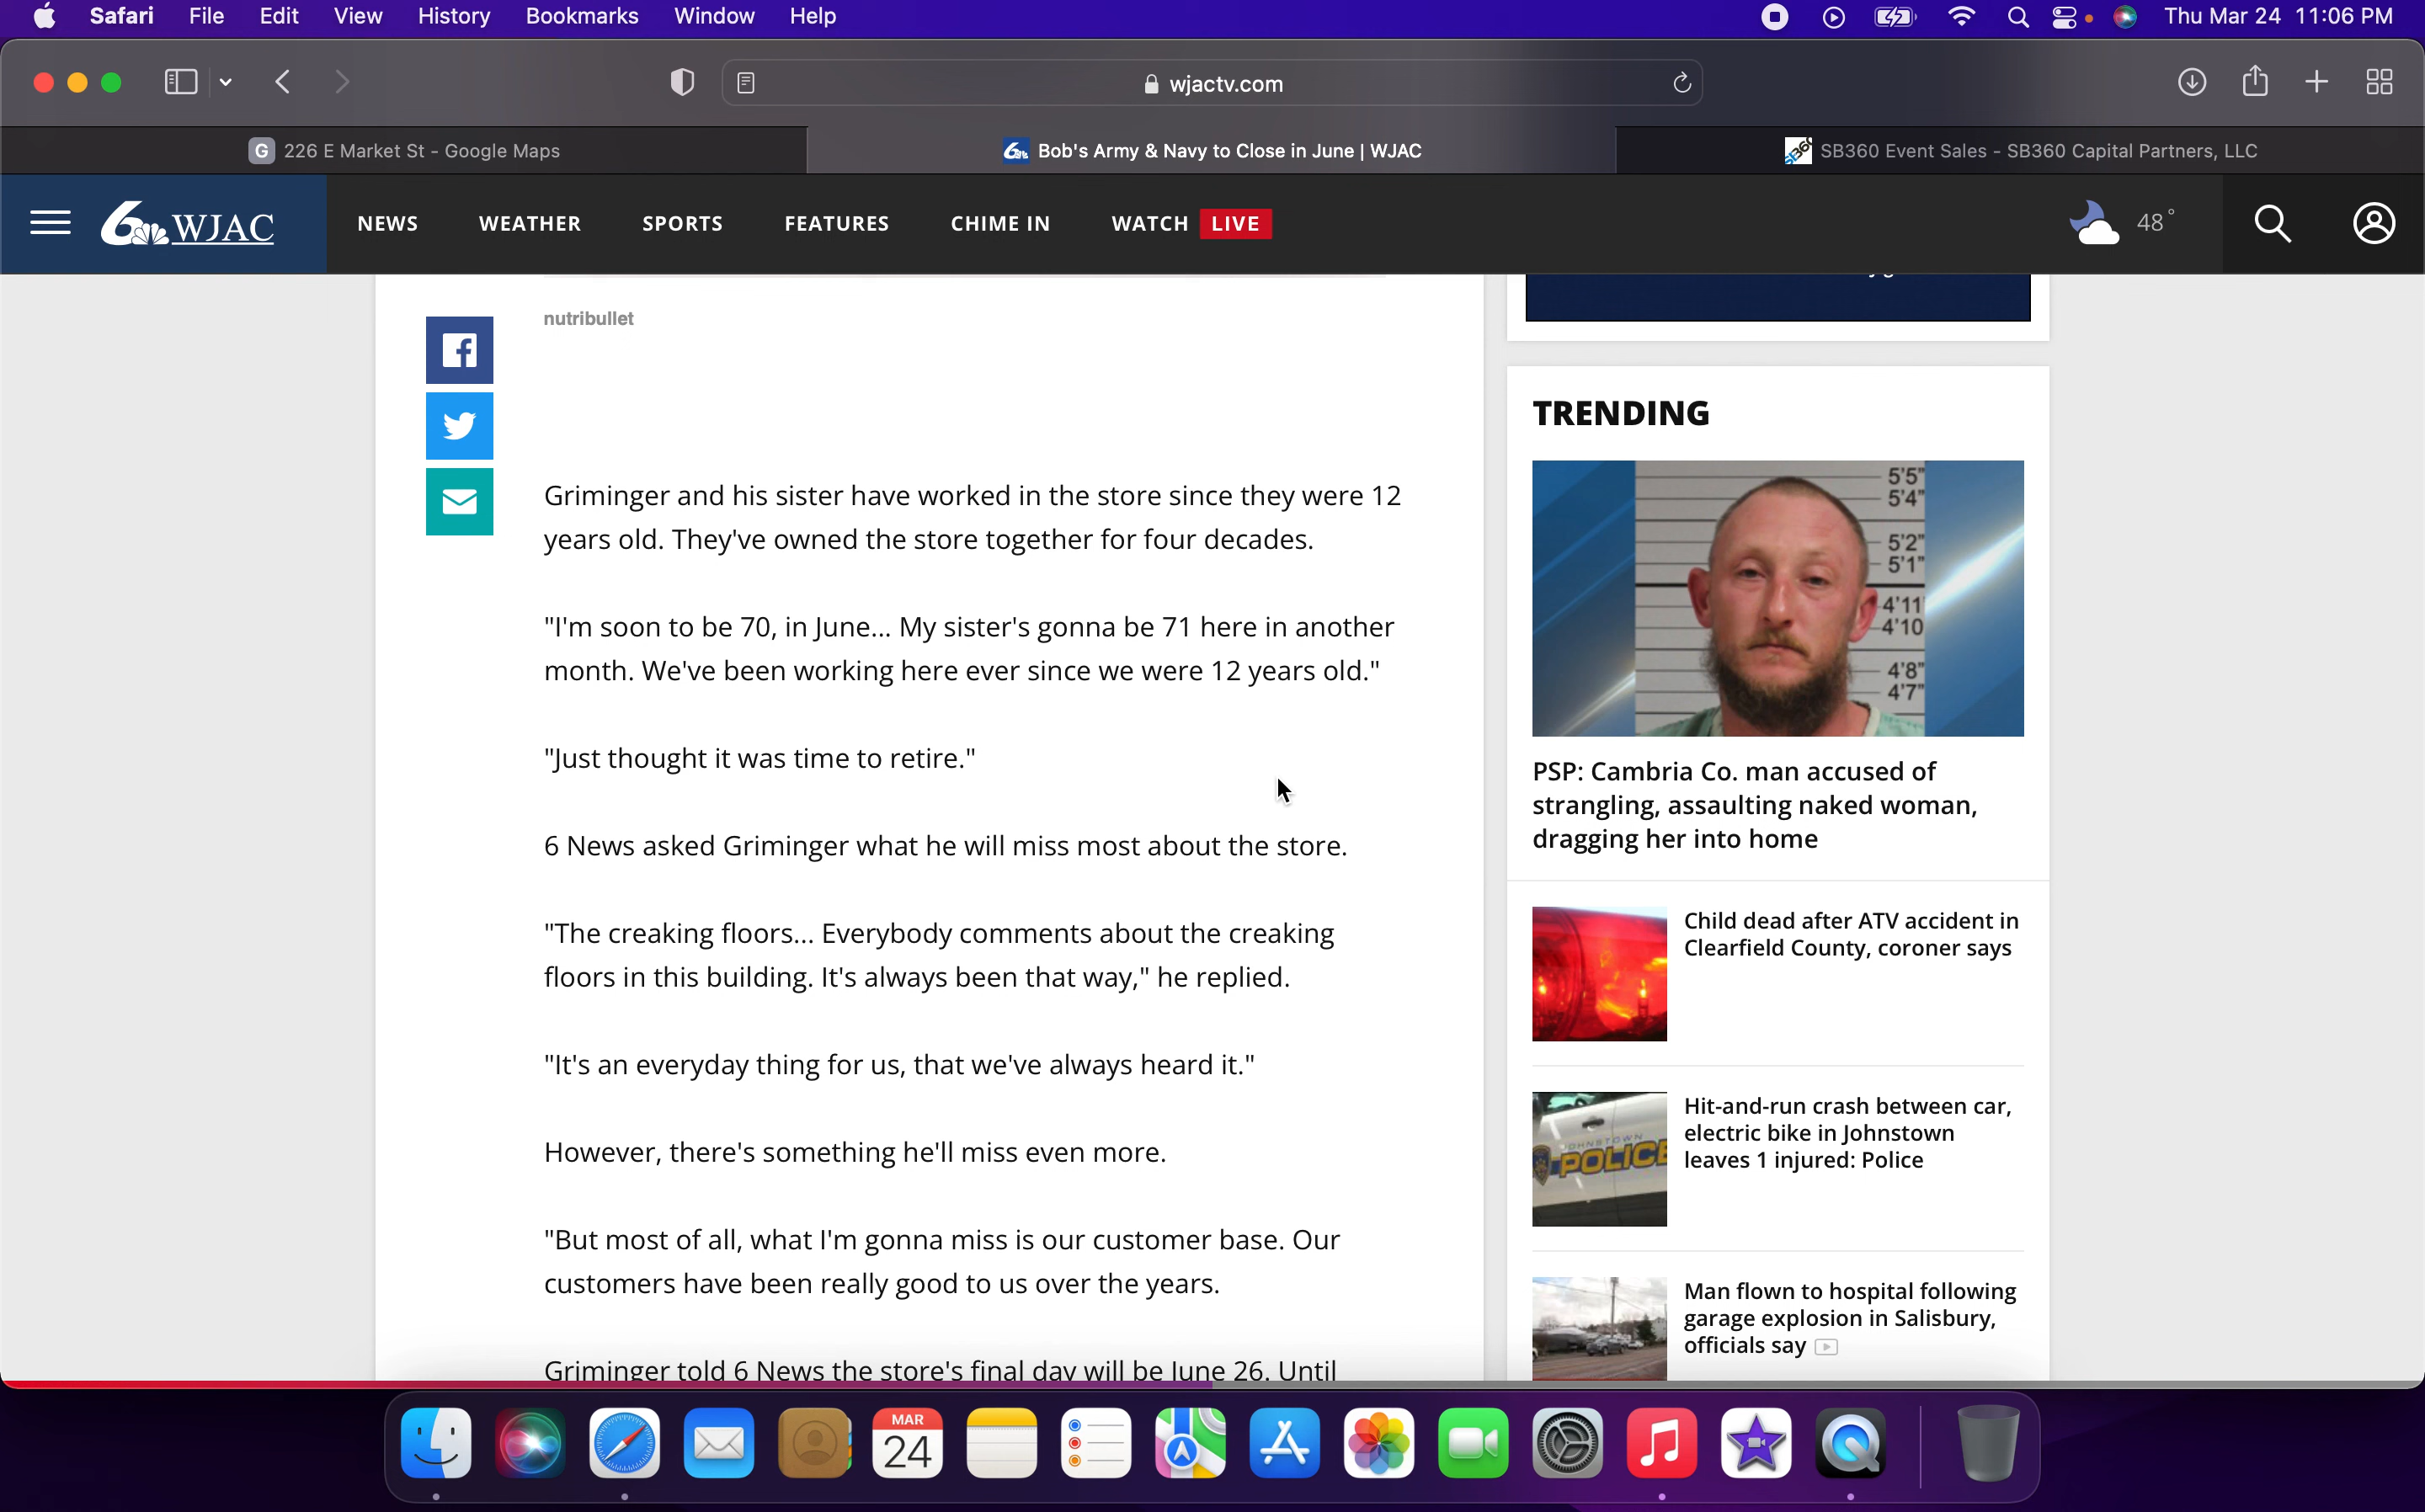 Safari File Edit View History Bookmarks Window Help Thu Mar 24 11:06 PM
wjactv.com
G 226 E Market St - Google Maps
Bob's Army & Navy to Close in June | WJAC
SB360 Event Sales - SB360 Capital Partners, LLC
6 WJAC NEWS WEATHER SPORTS FEATURES CHIME IN WATCH LIVE 48°
nutribullet
Griminger and his sister have worked in the store since they were 12
years old. They've owned the store together for four decades.
"I'm soon to be 70, in June... My sister's gonna be 71 here in another
month. We've been working here ever since we were 12 years old."
"Just thought it was time to retire."
6 News asked Griminger what he will miss most about the store.
"The creaking floors... Everybody comments about the creaking
floors in this building. It's always been that way," he replied.
"It's an everyday thing for us, that we've always heard it."
However, there's something he'll miss even more.
"But most of all, what I'm gonna miss is our customer base. Our
customers have been really good to us over the years.
Griminger told 6 News the store's final day will be June 26. Until
TRENDING
5'5"
5'4"
5'2"
5'1"
4'11
4'10
4'8"
4'7"
PSP: Cambria Co. man accused of
strangling, assaulting naked woman,
dragging her into home
Child dead after ATV accident in
Clearfield County, coroner says
JOHNSTOWN
POLICE
Hit-and-run crash between car,
electric bike in Johnstown
leaves 1 injured: Police
Man flown to hospital following
garage explosion in Salisbury,
officials say
MAR
24